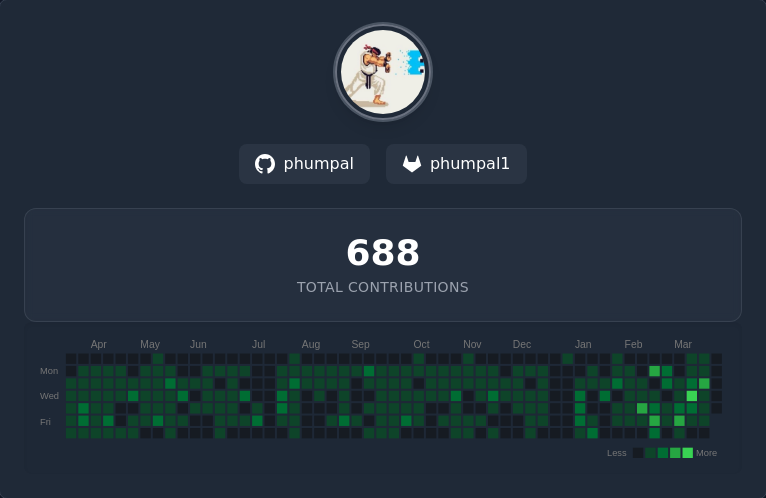 phumpal phumpal1
688
TOTAL CONTRIBUTIONS
Apr May Jun Jul Aug Sep Oct Nov Dec Jan Feb Mar
Mon
Wed
Fri
Less More